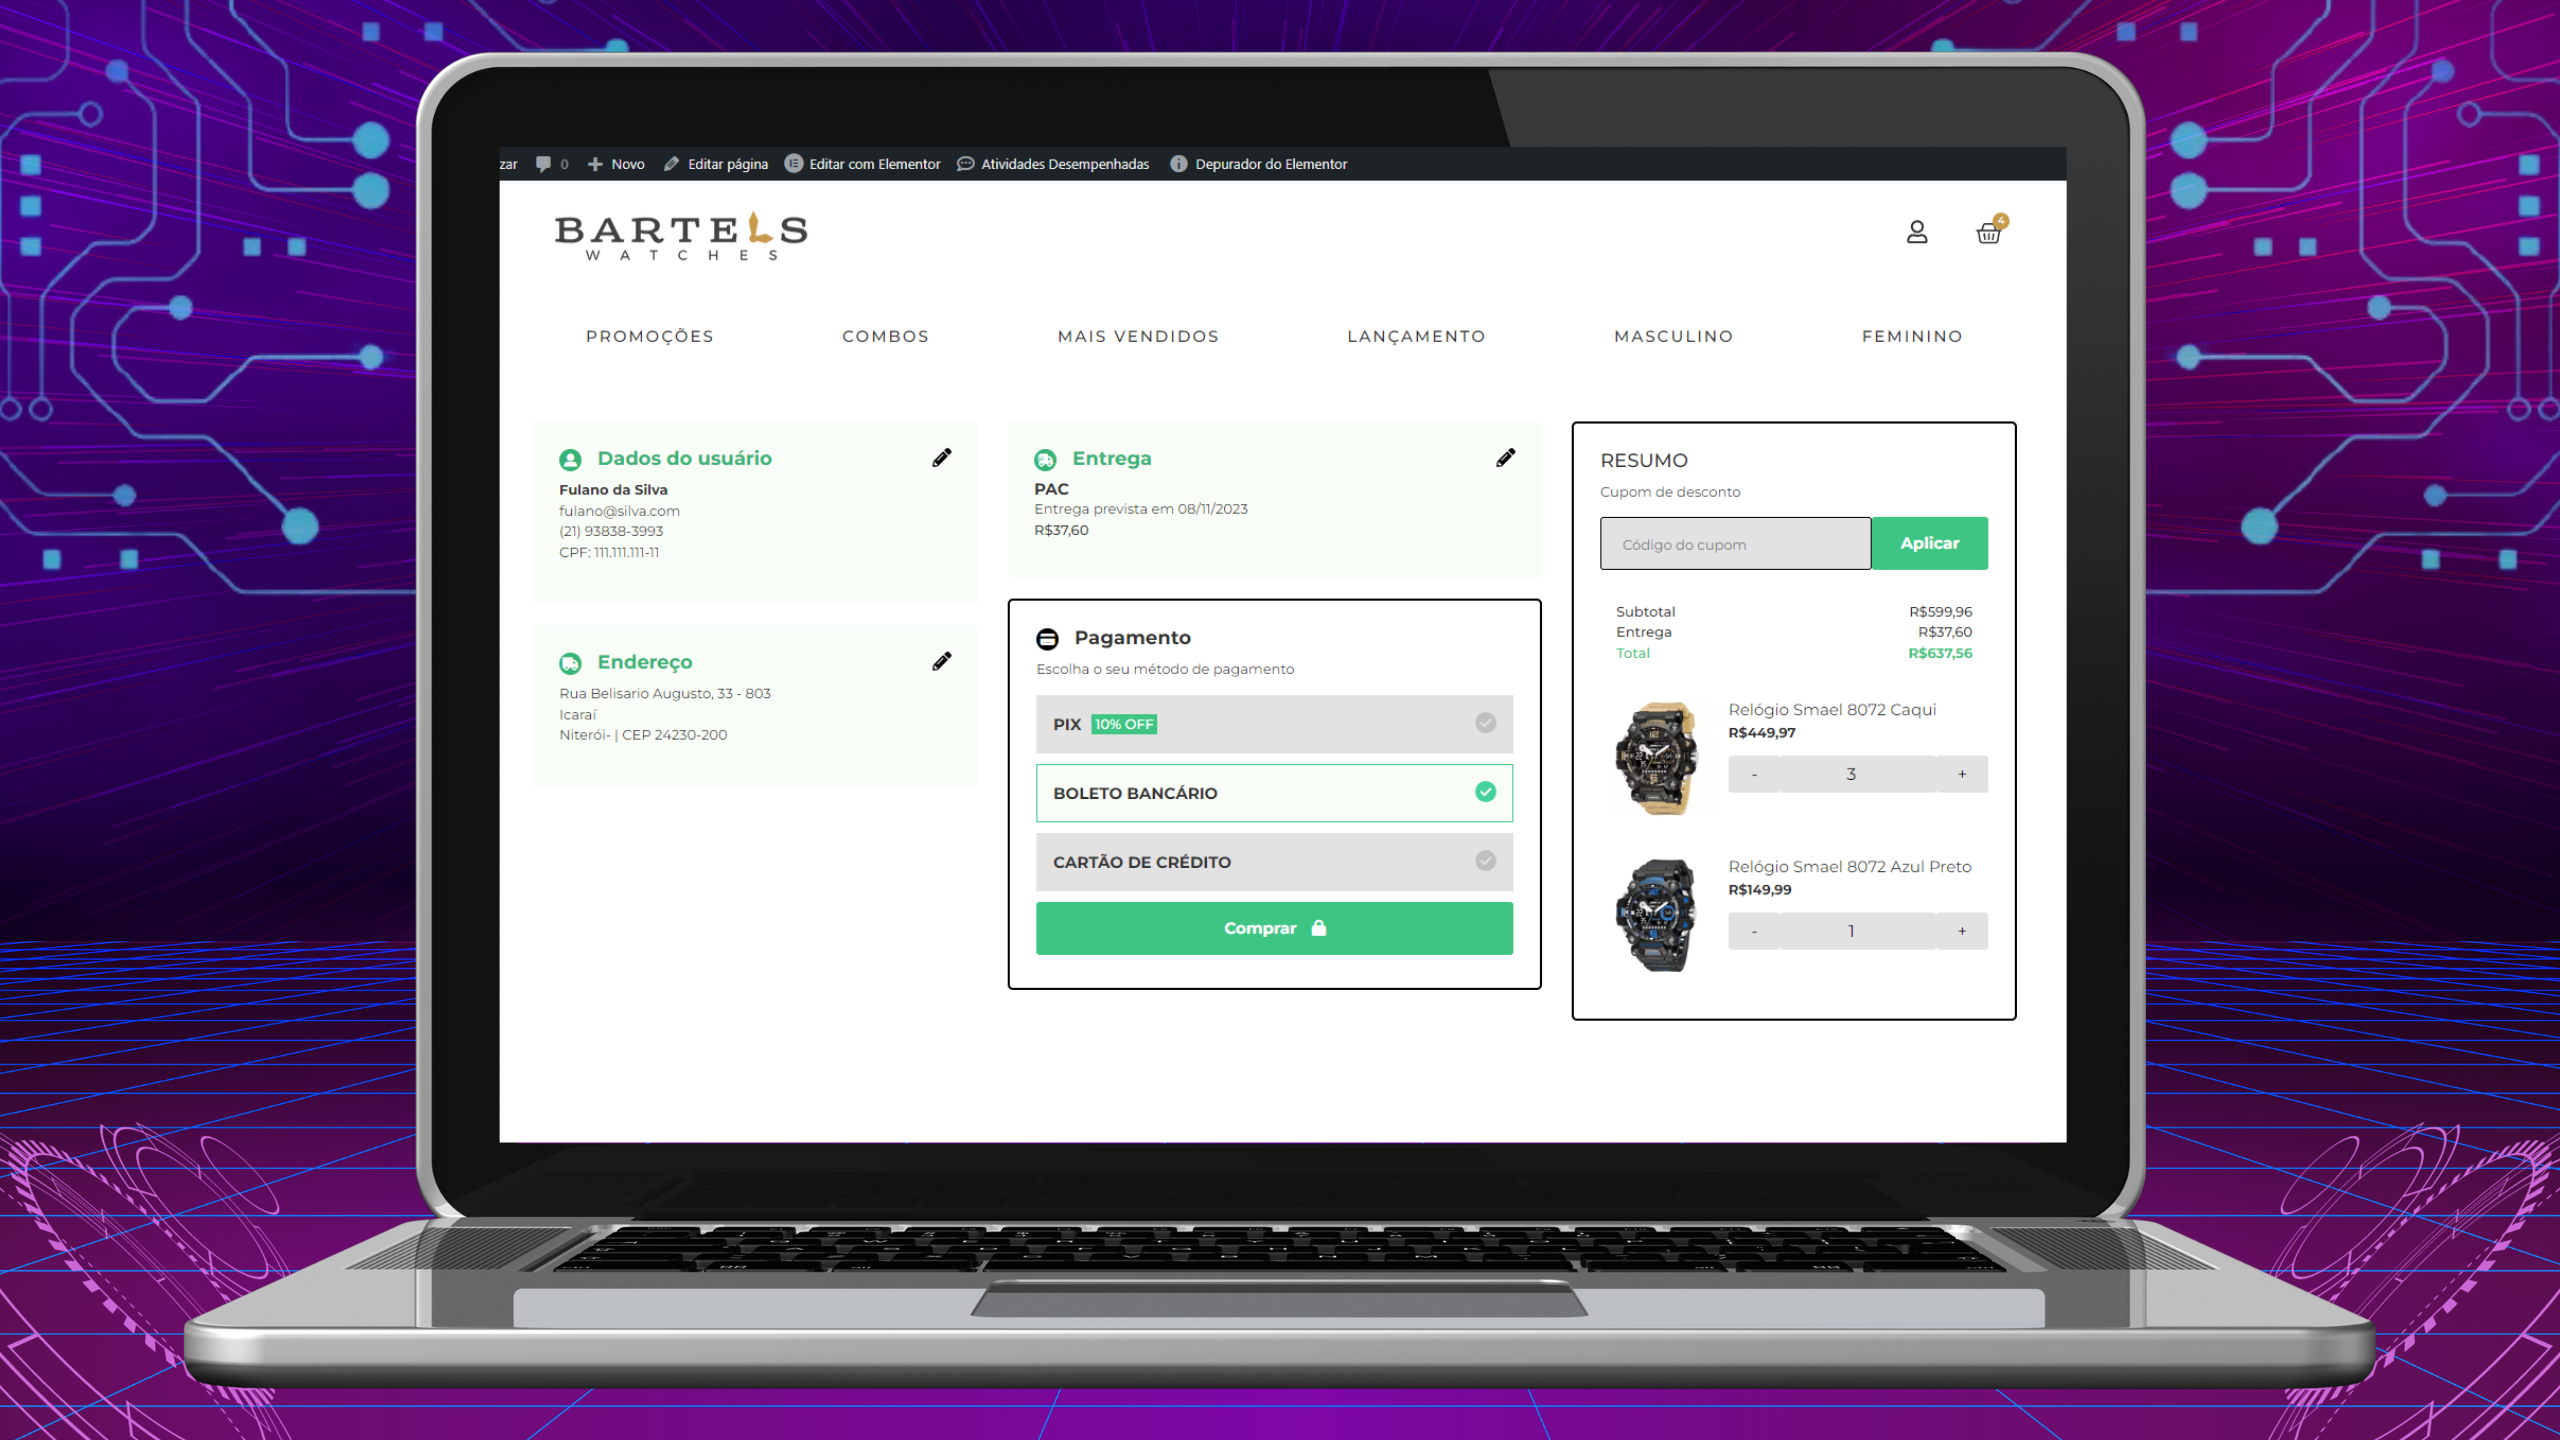 zar 0 Novo Editar página Editar com Elementor Atividades Desempenhadas Depurador do Elementor
BARTELS
WATCHES
4
PROMOÇÕES COMBOS MAIS VENDIDOS LANÇAMENTO MASCULINO FEMININO
Dados do usuário
Fulano da Silva
fulano@silva.com
(21) 93838-3993
CPF: 111.111.111-11
Endereço
Rua Belisario Augusto, 33 - 803
Icaraí
Niterói- | CEP 24230-200
Entrega
PAC
Entrega prevista em 08/11/2023
R$37,60
Pagamento
Escolha o seu método de pagamento
PIX 10% OFF
BOLETO BANCÁRIO
CARTÃO DE CRÉDITO
Comprar
RESUMO
Cupom de desconto
Código do cupom Aplicar
Subtotal R$599,96
Entrega R$37,60
Total R$637,56
Relógio Smael 8072 Caqui
R$449,97
- 3 +
Relógio Smael 8072 Azul Preto
R$149,99
- 1 +